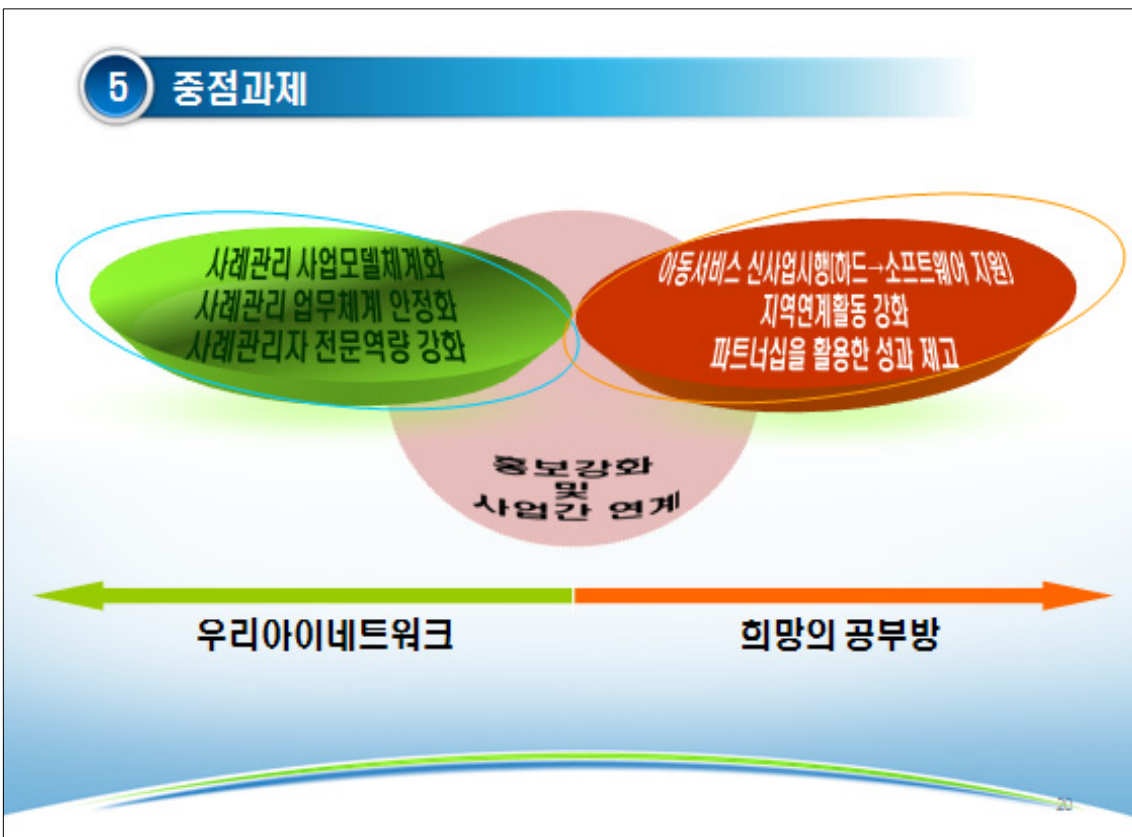 5
중점과제
사례관리 사업모델체계화
사례관리 업무체계 안정화
사례관리자 전문역량 강화
아동서비스 신사업시행(하드→소프트웨어 지원)
지역연계활동 강화
파트너십을 활용한 성과 제고
홍보강화
및
사업간 연계
우리아이네트워크
희망의 공부방
20